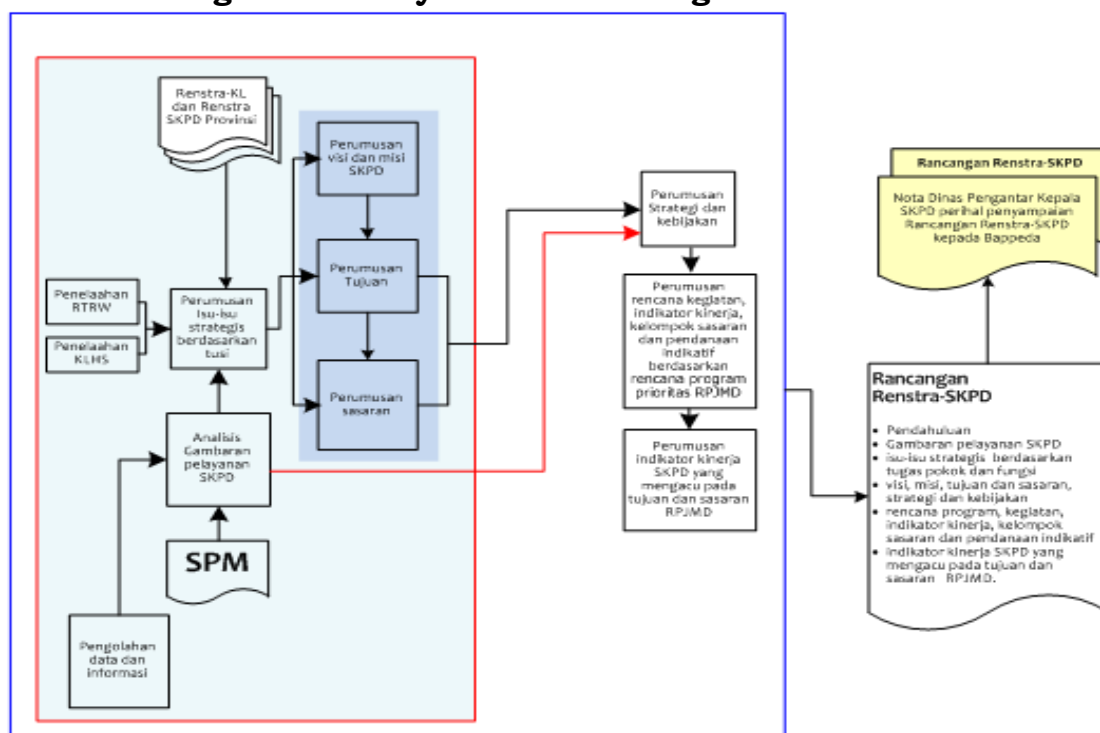 Renstra-KL
dan Renstra
SKPD Provinsi
Perumusan
visi dan misi
SKPD
Perumusan
Tujuan
Perumusan
sasaran
Penelaahan
RTRW
Penelaahan
KLHS
Perumusan
Isu-isu
strategis
berdasarkan
tusi
Analisis
Gambaran
pelayanan
SKPD
SPM
Pengolahan
data dan
informasi
Perumusan
Strategi dan
kebijakan
Perumusan
rencana kegiatan,
indikator kinerja,
kelompok sasaran
dan pendanaan
indikatif
berdasarkan
rencana program
prioritas RPJMD
Perumusan
indikator kinerja
SKPD yang
mengacu pada
tujuan dan sasaran
RPJMD
Rancangan Renstra-SKPD
Nota Dinas Pengantar Kepala
SKPD perihal penyampaian
Rancangan Renstra-SKPD
kepada Bappeda
Rancangan
Renstra-SKPD
• Pendahuluan
• Gambaran pelayanan SKPD
• isu-isu strategis berdasarkan
tugas pokok dan fungsi
• visi, misi, tujuan dan sasaran,
strategi dan kebijakan
• rencana program, kegiatan,
indikator kinerja, kelompok
sasaran dan pendanaan indikatif
• indikator kinerja SKPD yang
mengacu pada tujuan dan
sasaran RPJMD.